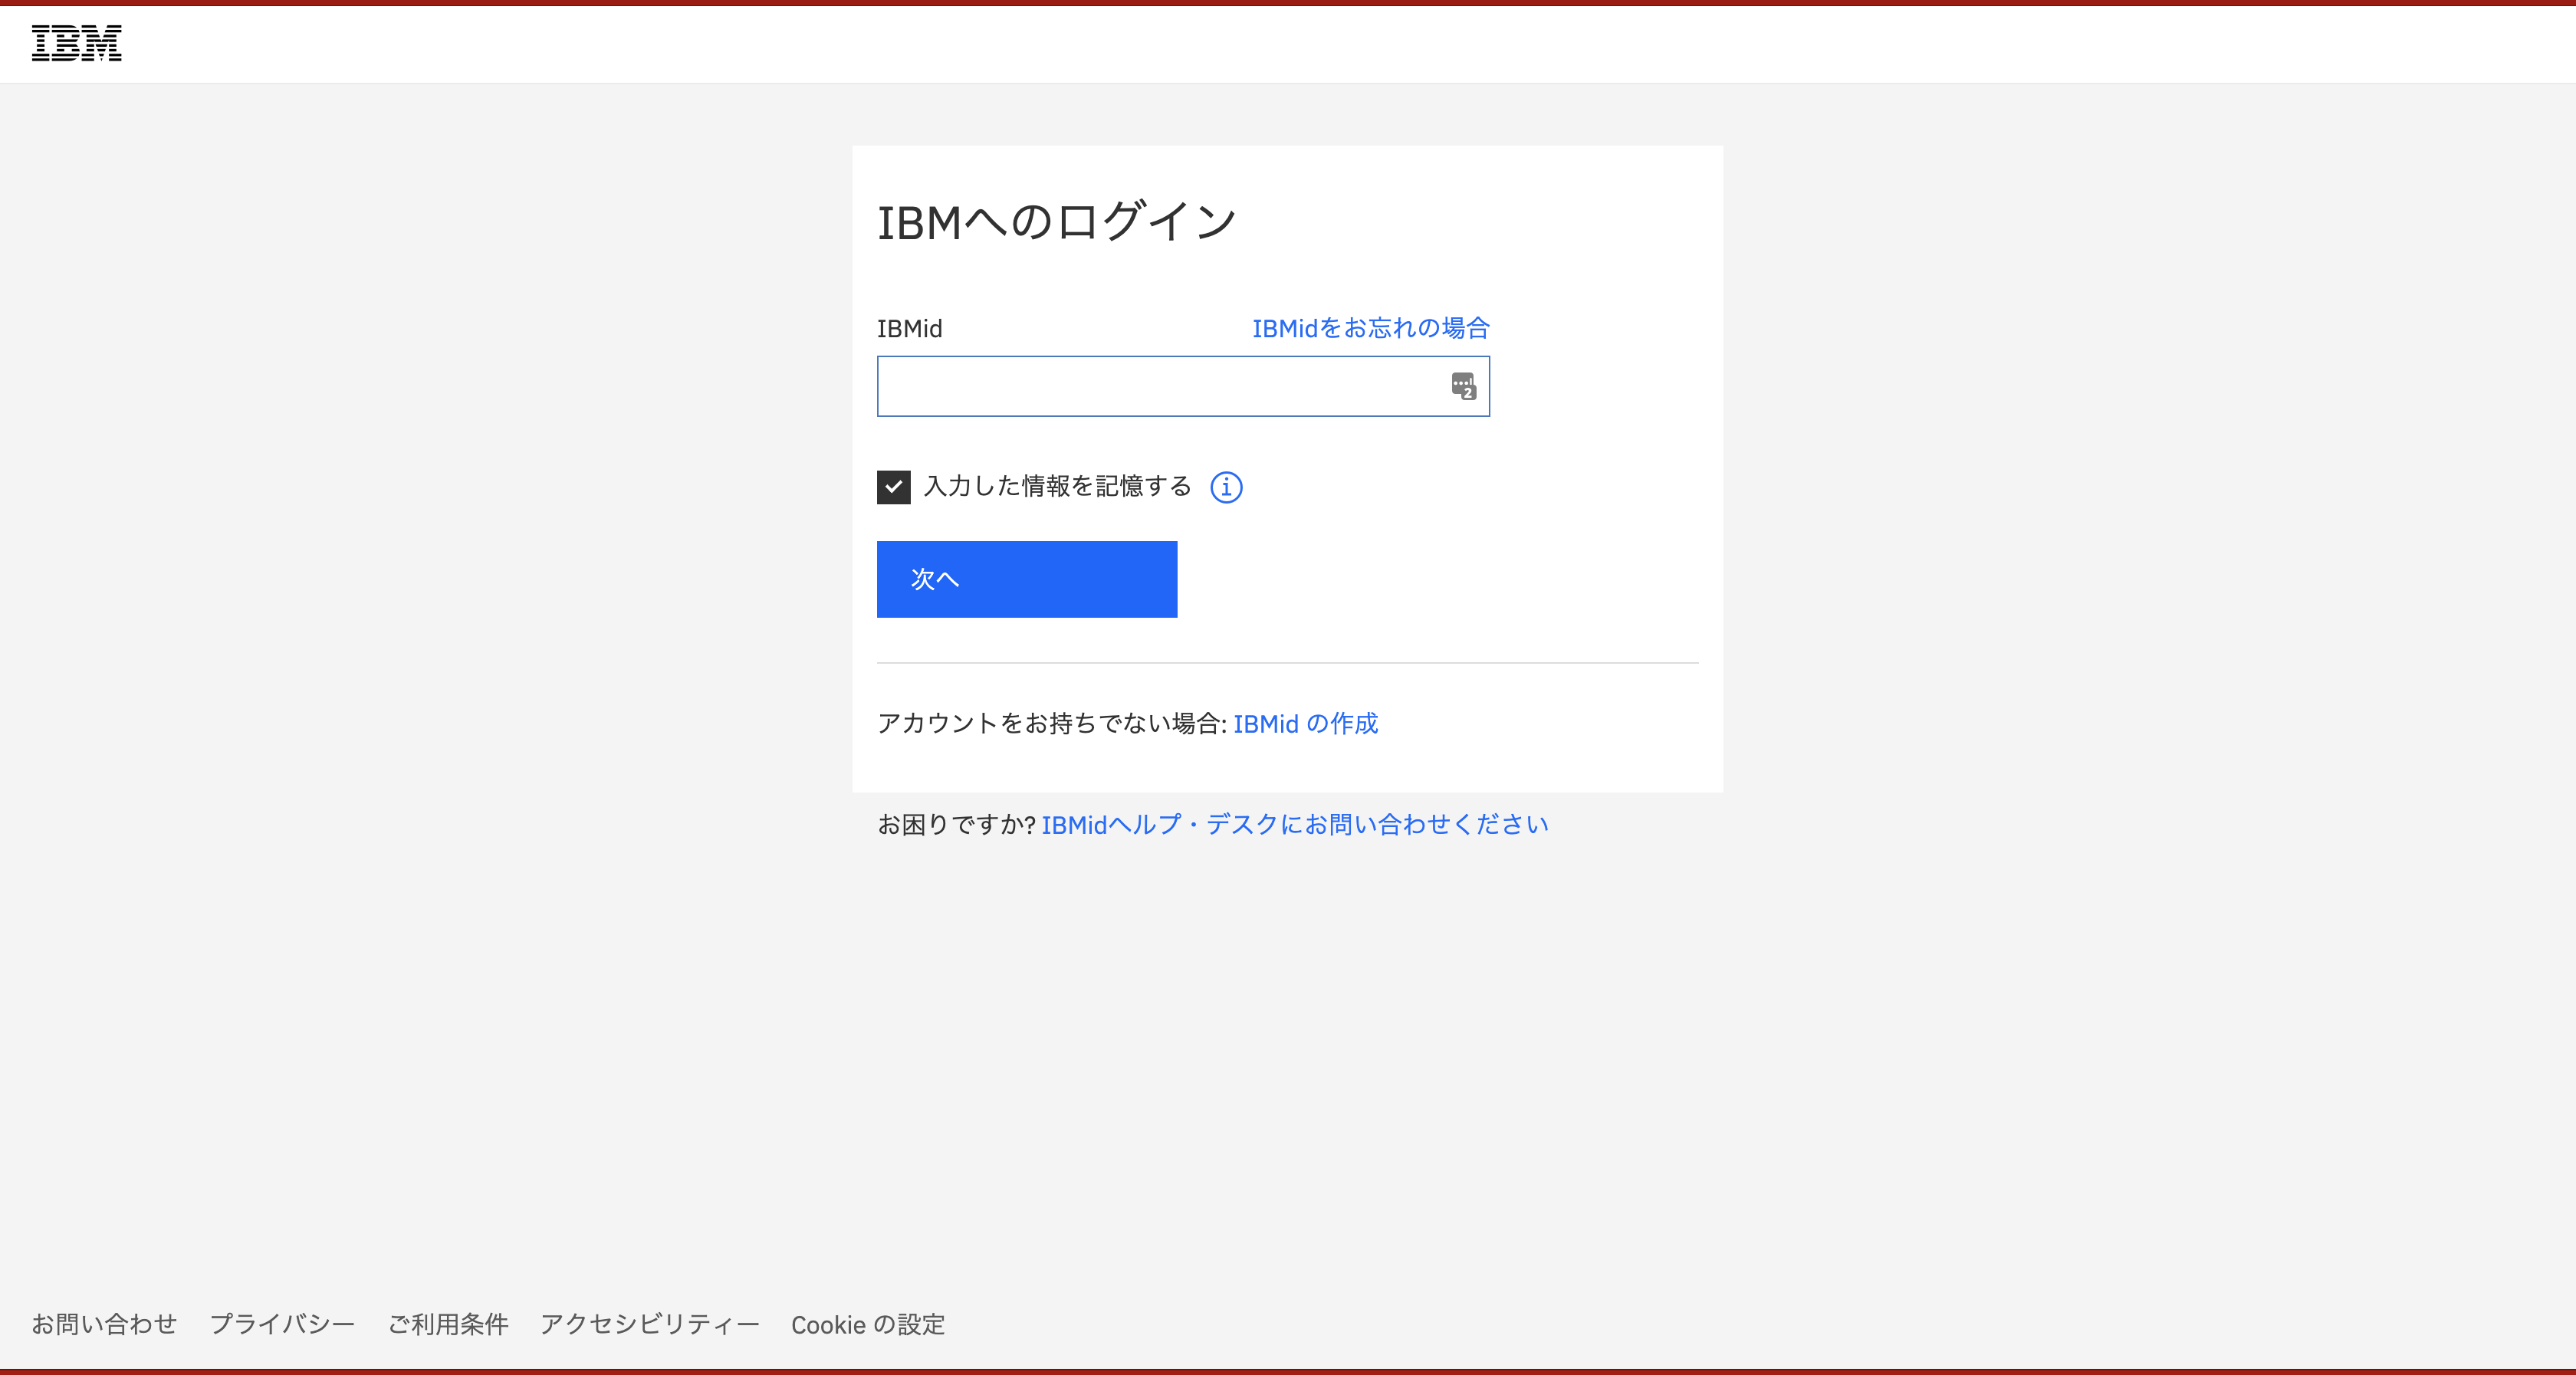 IBM
IBMへのログイン
IBMid
IBMidをお忘れの場合
2
入力した情報を記憶する
次へ
アカウントをお持ちでない場合: IBMid の作成
お困りですか? IBMidヘルプ・デスクにお問い合わせください
お問い合わせ プライバシー ご利用条件 アクセシビリティー Cookie の設定